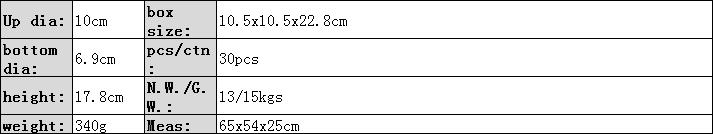 Up dia: 10cm box size: 10.5x10.5x22.8cm
bottom dia: 6.9cm pcs/ctn: 30pcs
height: 17.8cm N.W./G.W.: 13/15kgs
weight: 340g Meas: 65x54x25cm